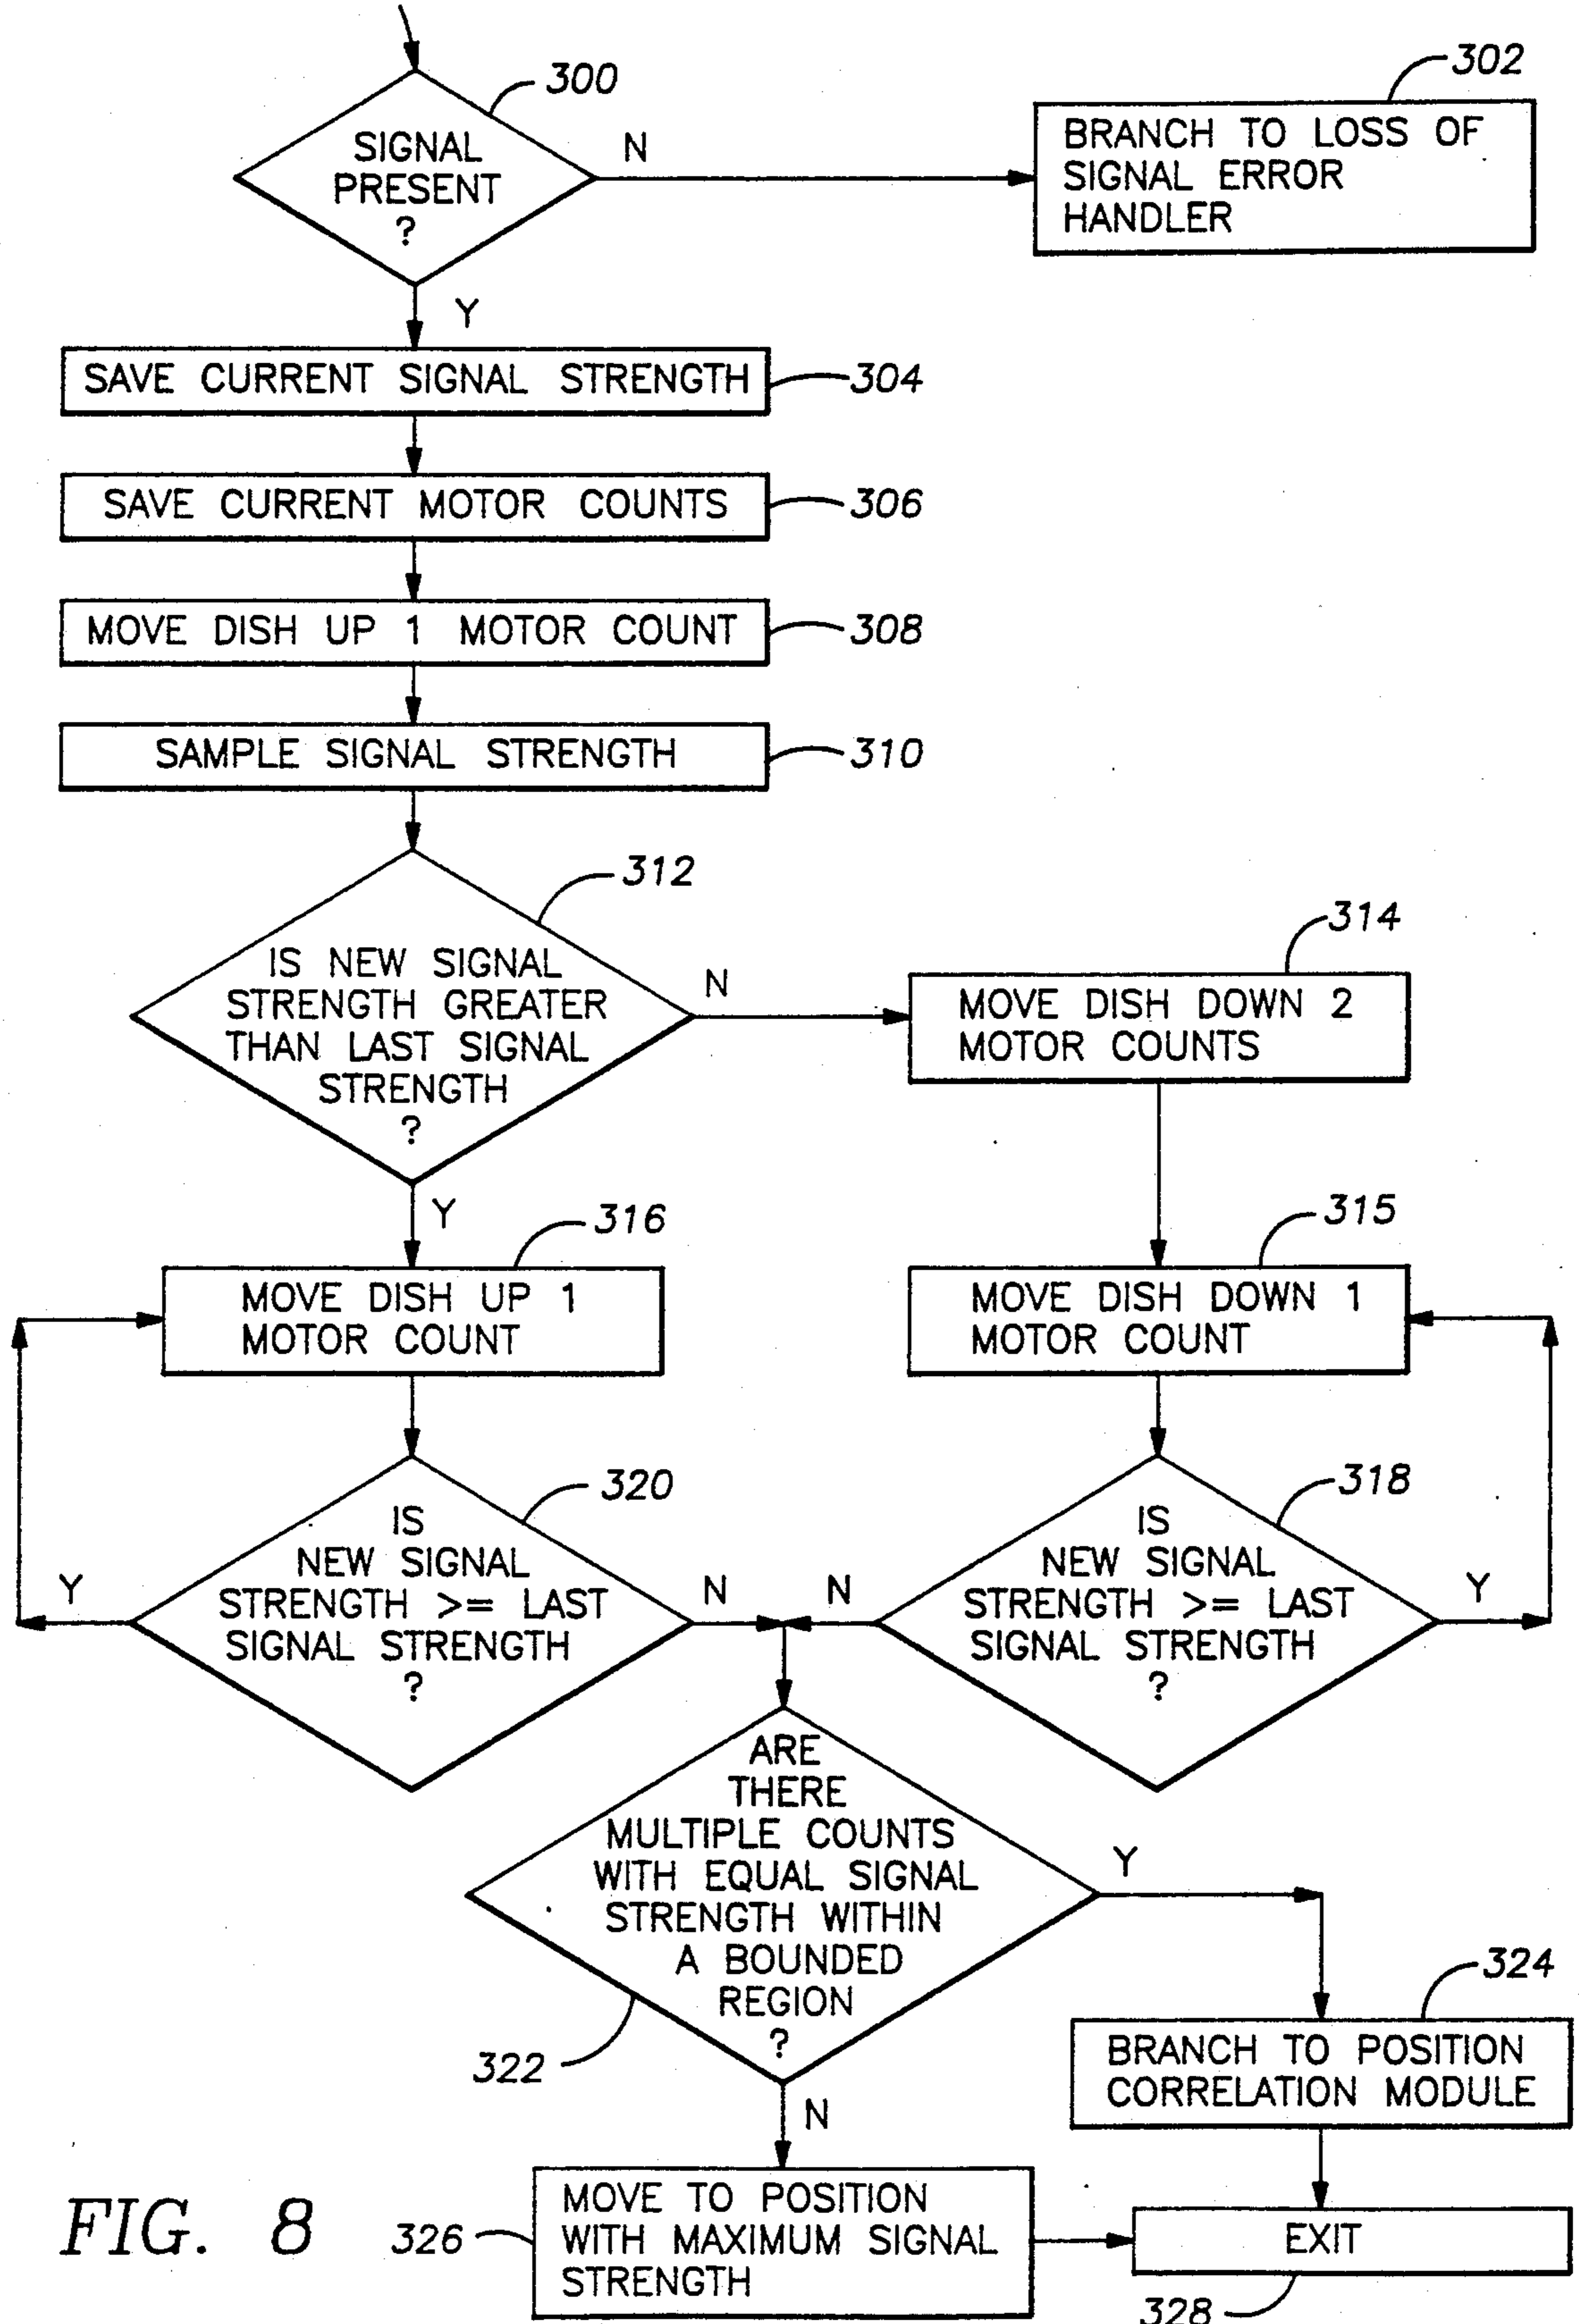 300
SIGNAL
PRESENT
?
N
Y
302
BRANCH TO LOSS OF
SIGNAL ERROR
HANDLER
SAVE CURRENT SIGNAL STRENGTH
304
SAVE CURRENT MOTOR COUNTS
306
MOVE DISH UP 1 MOTOR COUNT
308
SAMPLE SIGNAL STRENGTH
310
312
IS NEW SIGNAL
STRENGTH GREATER
THAN LAST SIGNAL
STRENGTH
?
N
Y
314
MOVE DISH DOWN 2
MOTOR COUNTS
316
MOVE DISH UP 1
MOTOR COUNT
315
MOVE DISH DOWN 1
MOTOR COUNT
320
IS
NEW SIGNAL
STRENGTH >= LAST
SIGNAL STRENGTH
?
Y
N
318
IS
NEW SIGNAL
STRENGTH >= LAST
SIGNAL STRENGTH
?
N
Y
ARE
THERE
MULTIPLE COUNTS
WITH EQUAL SIGNAL
STRENGTH WITHIN
A BOUNDED
REGION
?
322
Y
N
324
BRANCH TO POSITION
CORRELATION MODULE
326
MOVE TO POSITION
WITH MAXIMUM SIGNAL
STRENGTH
EXIT
328
FIG. 8